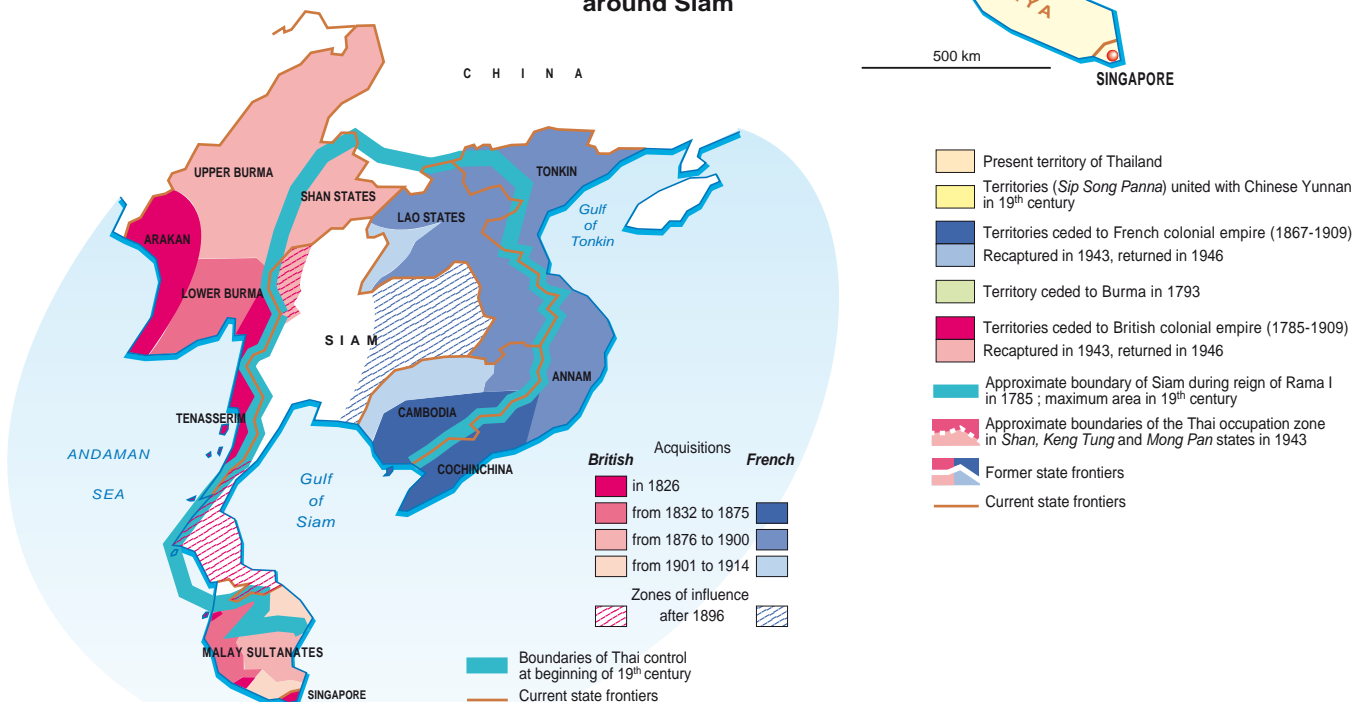 around Siam
YA
500 km
SINGAPORE
C H I N A
UPPER BURMA
SHAN STATES
TONKIN
LAO STATES
ARAKAN
Gulf
of
Tonkin
LOWER BURMA
S I A M
ANNAM
CAMBODIA
TENASSERIM
COCHINCHINA
ANDAMAN
SEA
Gulf
of
Siam
MALAY SULTANATES
SINGAPORE
Acquisitions
British French
in 1826
from 1832 to 1875
from 1876 to 1900
from 1901 to 1914
Zones of influence
after 1896
Boundaries of Thai control
at beginning of 19th century
Current state frontiers
Present territory of Thailand
Territories (Sip Song Panna) united with Chinese Yunnan
in 19th century
Territories ceded to French colonial empire (1867-1909)
Recaptured in 1943, returned in 1946
Territory ceded to Burma in 1793
Territories ceded to British colonial empire (1785-1909)
Recaptured in 1943, returned in 1946
Approximate boundary of Siam during reign of Rama I
in 1785 ; maximum area in 19th century
Approximate boundaries of the Thai occupation zone
in Shan, Keng Tung and Mong Pan states in 1943
Former state frontiers
Current state frontiers